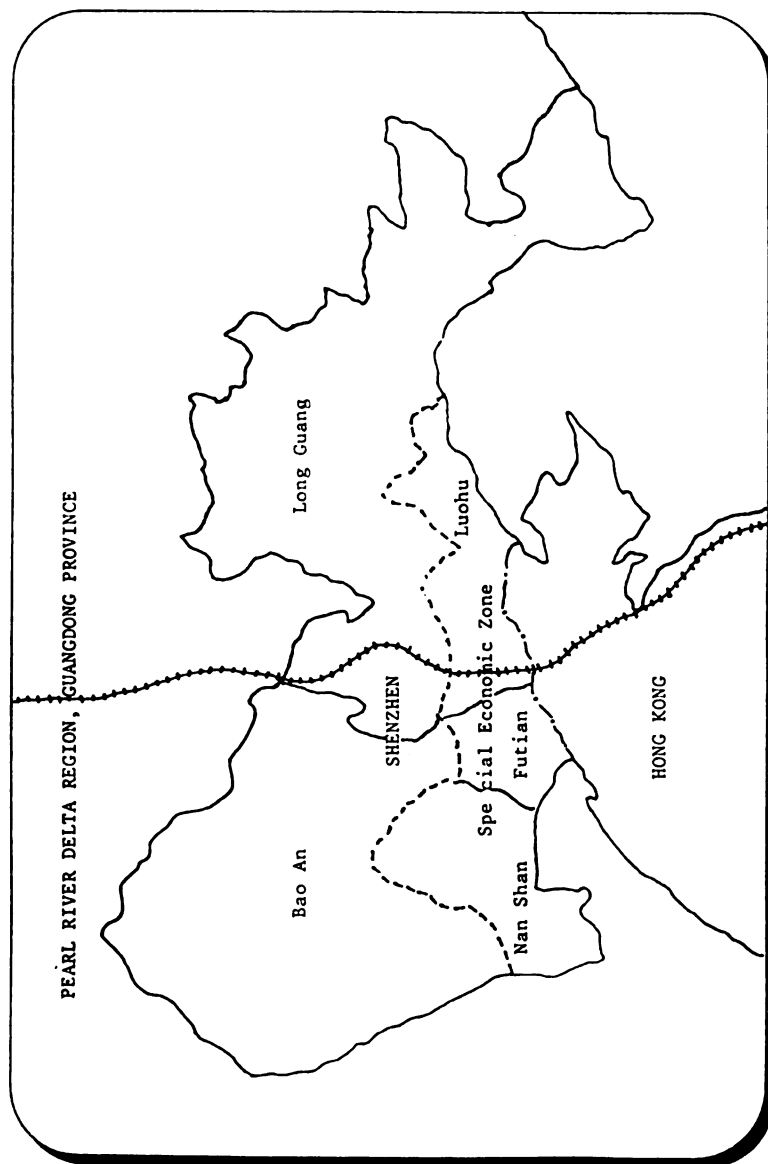 PEARL RIVER DELTA REGION, GUANGDONG PROVINCE
Long Guang
Bao An
SHENZHEN
Luohu
Special Economic Zone
Futian
Nan Shan
HONG KONG